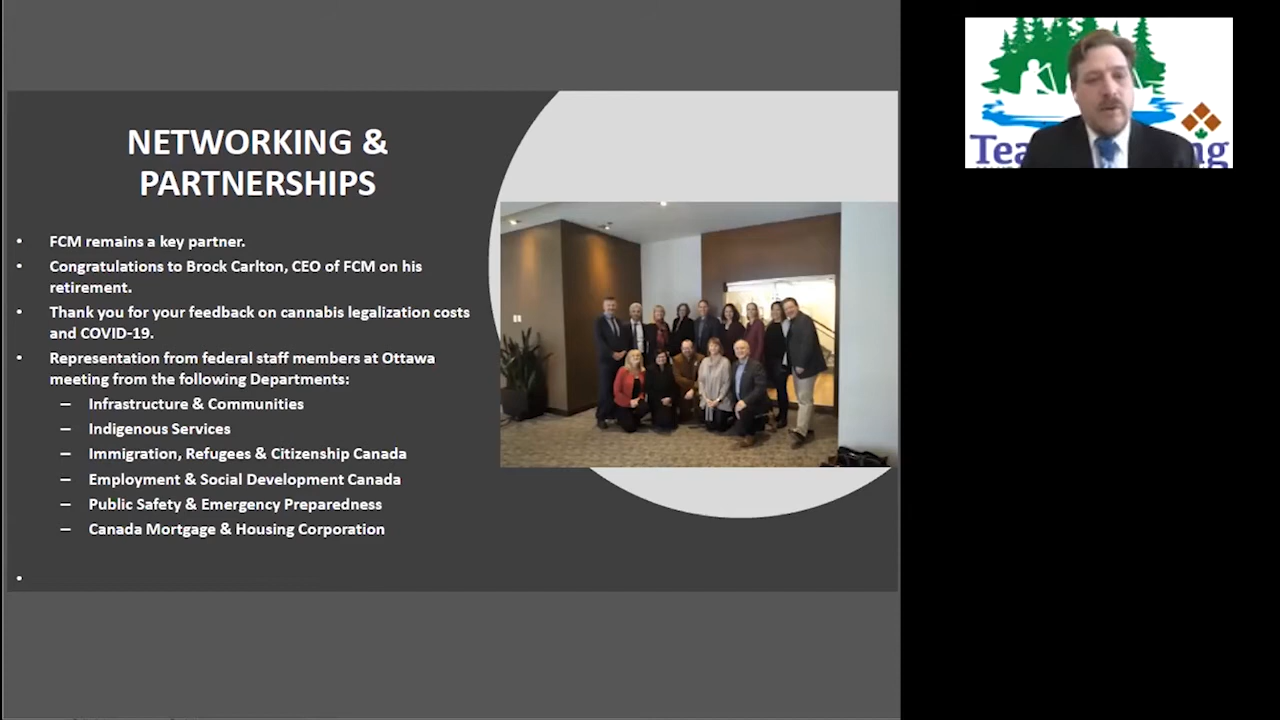 NETWORKING &
PARTNERSHIPS
• FCM remains a key partner.
• Congratulations to Brock Carlton, CEO of FCM on his
retirement.
• Thank you for your feedback on cannabis legalization costs
and COVID-19.
• Representation from federal staff members at Ottawa
meeting from the following Departments:
– Infrastructure & Communities
– Indigenous Services
– Immigration, Refugees & Citizenship Canada
– Employment & Social Development Canada
– Public Safety & Emergency Preparedness
– Canada Mortgage & Housing Corporation
•